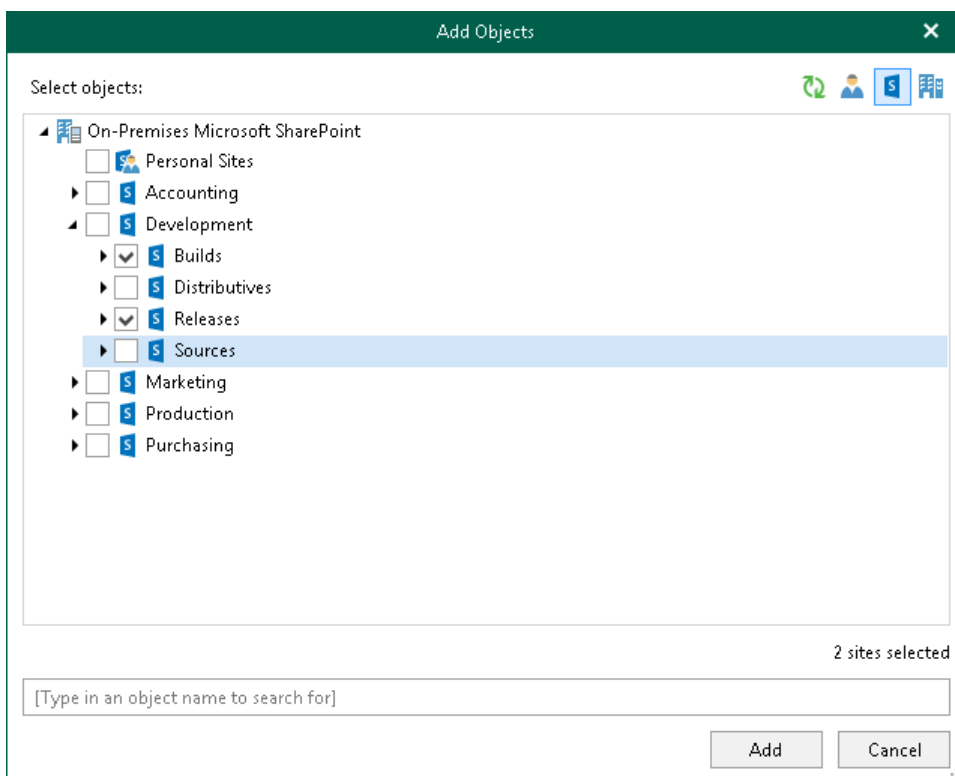 Add Objects
Select objects:
On-Premises Microsoft SharePoint
Personal Sites
Accounting
Development
Builds
Distributives
Releases
Sources
Marketing
Production
Purchasing
2 sites selected
[Type in an object name to search for]
Add Cancel